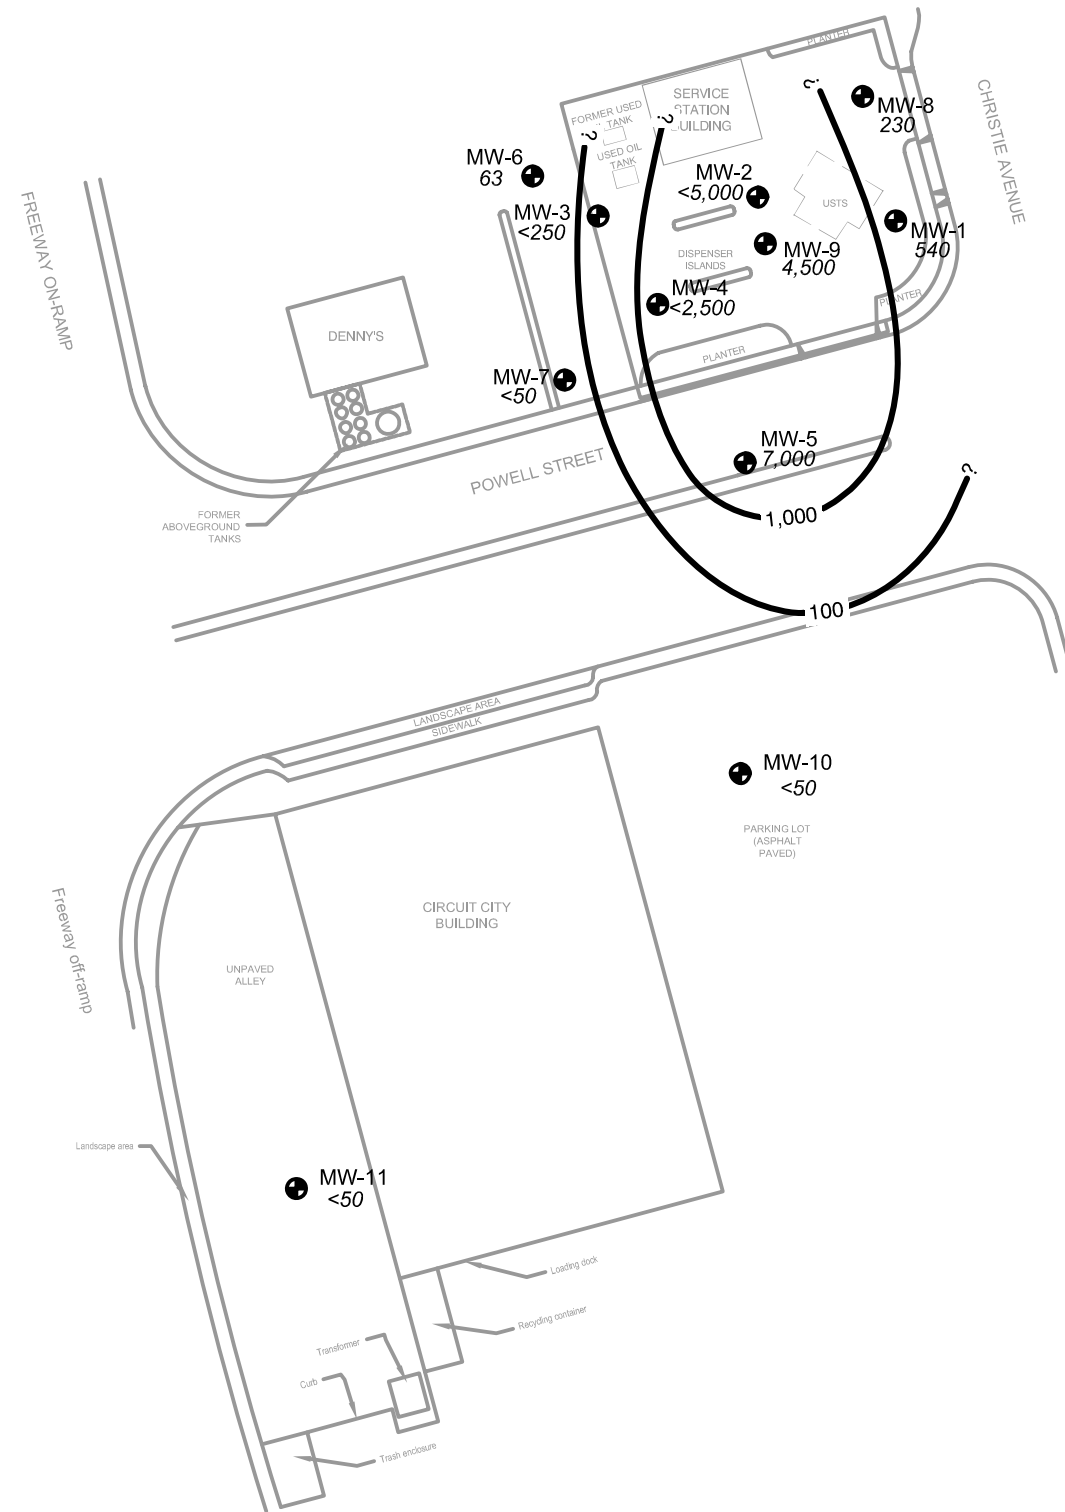 PLANTER
CHRISTIE AVENUE
SERVICE
STATION
BUILDING
FORMER USED
TANK
USED OIL
TANK
?
?
?
MW-8
230
MW-6
63
MW-2
<5,000
MW-3
<250
USTS
MW-1
540
MW-9
4,500
DISPENSER
ISLANDS
MW-4
<2,500
PLANTER
PLANTER
FREEWAY ON-RAMP
DENNY'S
MW-7
<50
POWELL STREET
MW-5
7,000
?
1,000
FORMER
ABOVEGROUND
TANKS
100
LANDSCAPE AREA
SIDEWALK
MW-10
<50
PARKING LOT
(ASPHALT
PAVED)
CIRCUIT CITY
BUILDING
Freeway off-ramp
UNPAVED
ALLEY
Landscape area
MW-11
<50
Loading dock
Recycling container
Transformer
Curb
Trash enclosure